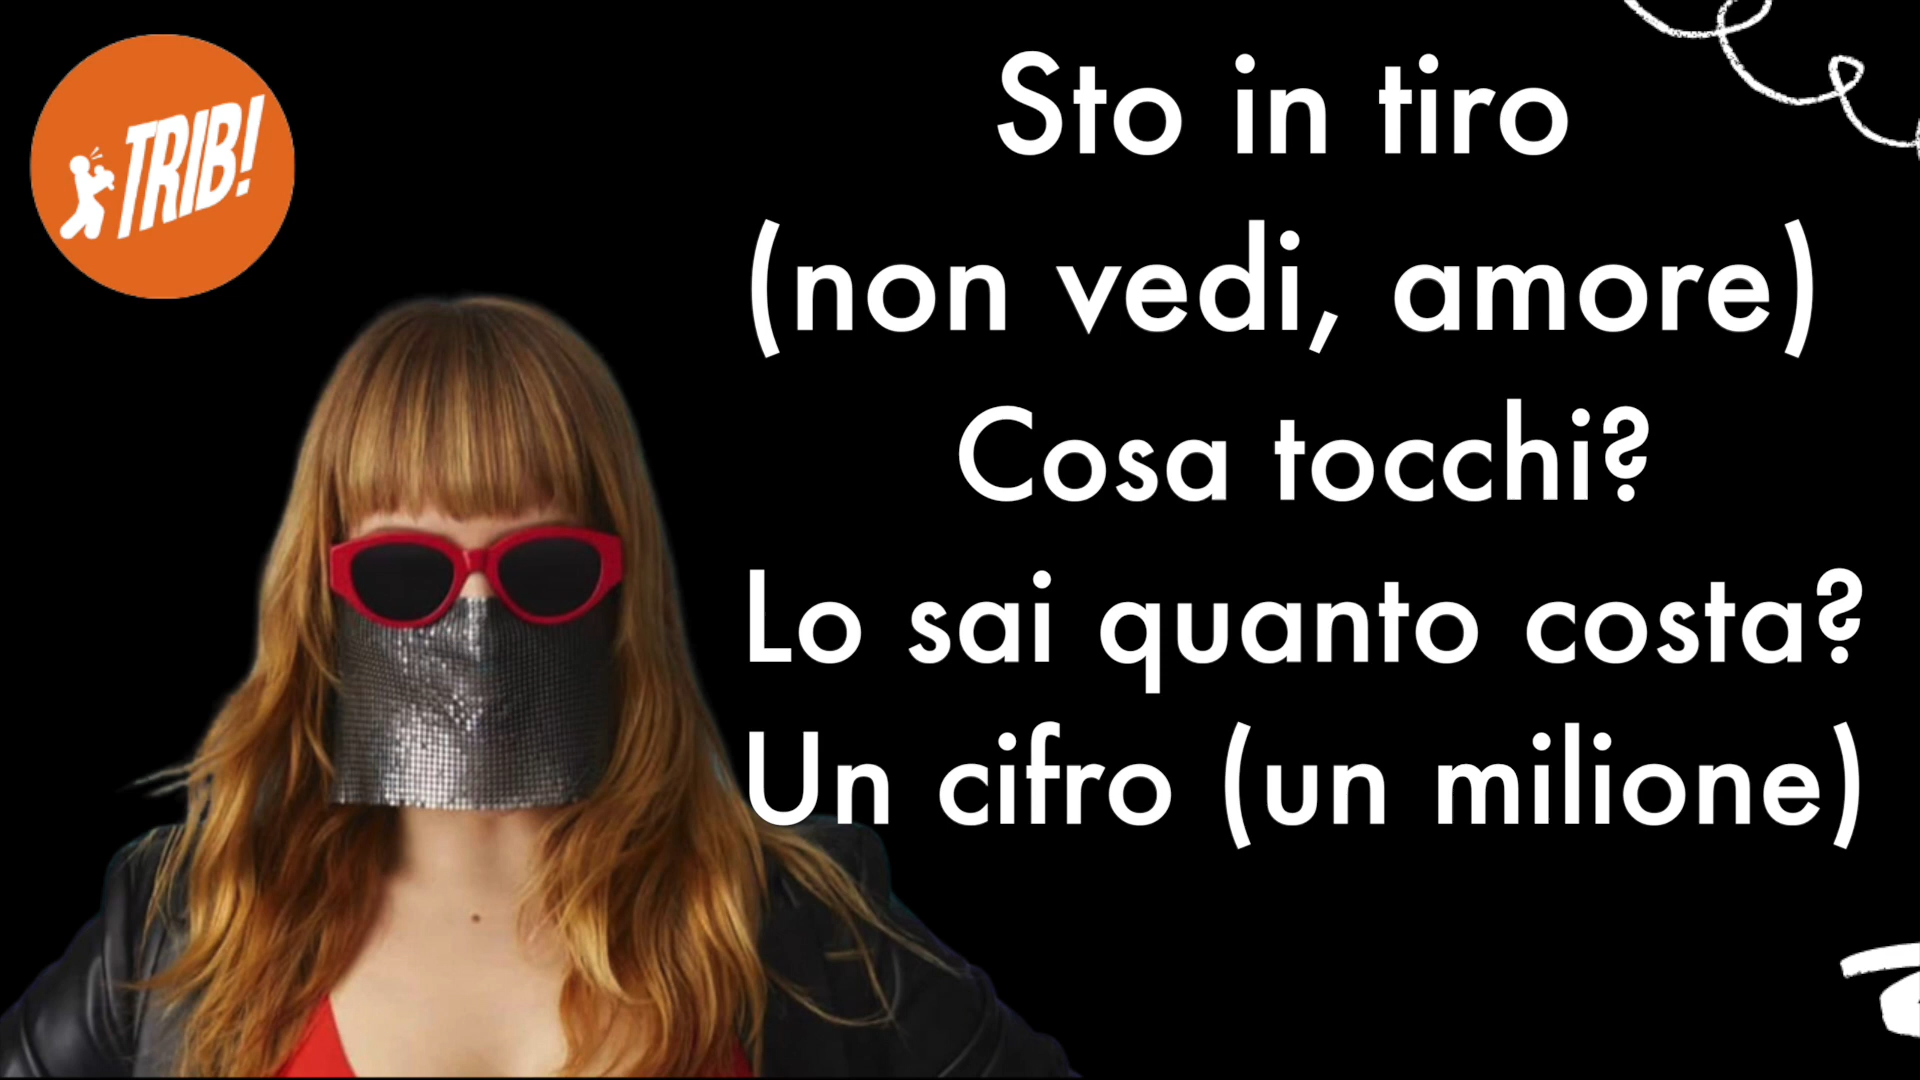 TRIB!
Sto in tiro
(non vedi, amore)
Cosa tocchi?
Lo sai quanto costa?
Un cifro (un milione)